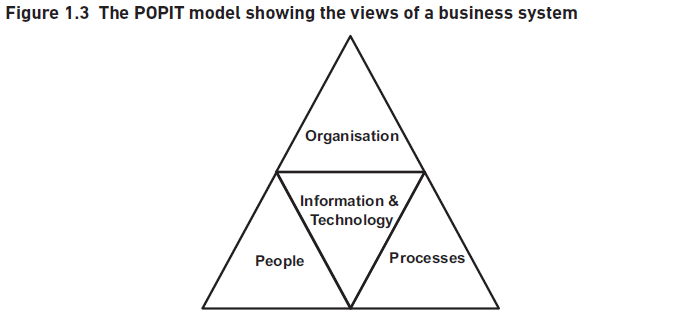 Figure 1.3 The POPIT model showing the views of a business system
Organisation
Information &
Technology
People
Processes